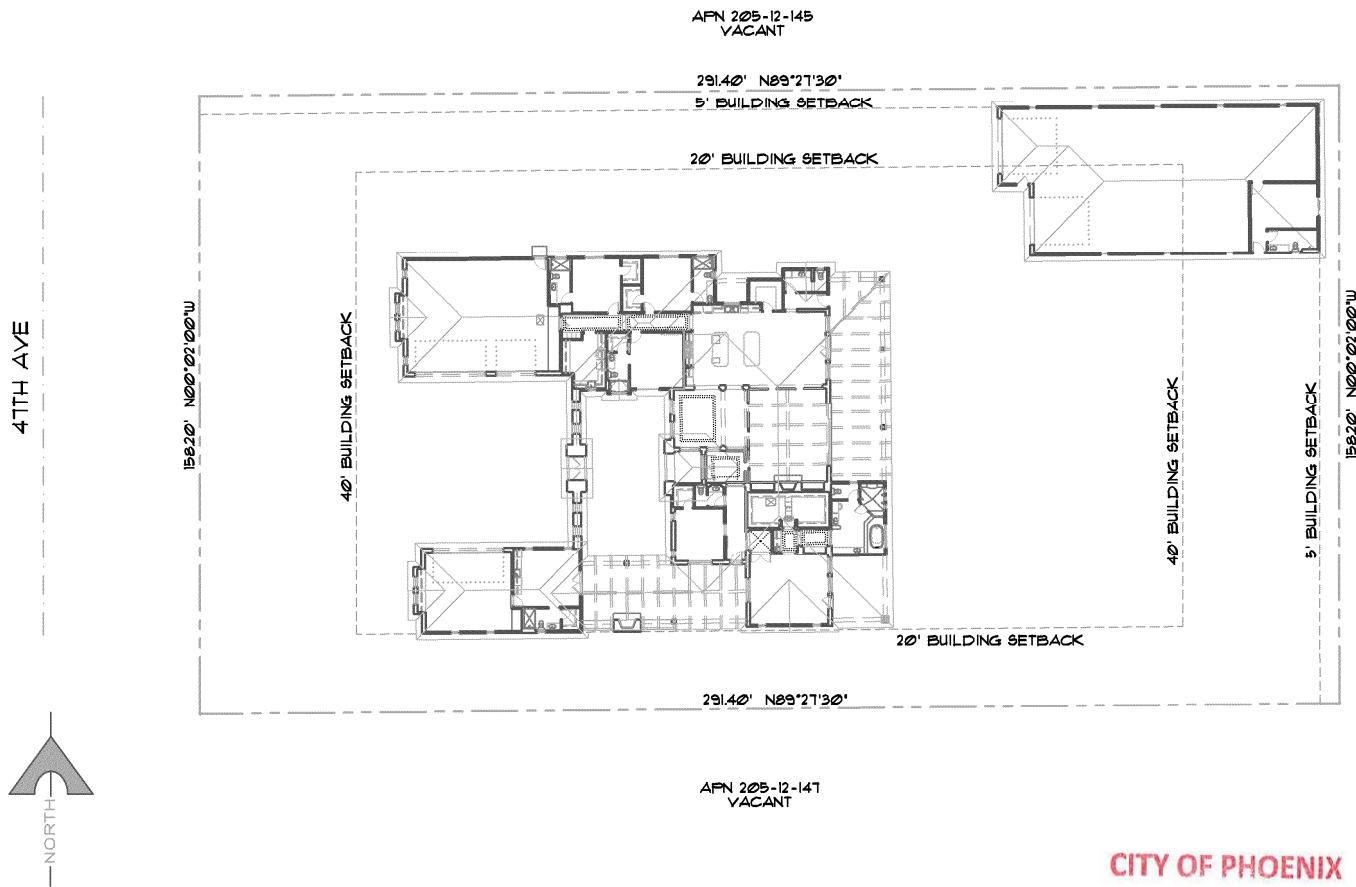 APN 205-12-145
VACANT
291.40' N89°27'30"
5' BUILDING SETBACK
20' BUILDING SETBACK
47TH AVE
158.20' N00°02'00"W
40' BUILDING SETBACK
40' BUILDING SETBACK
5' BUILDING SETBACK
158.20' N00°02'00"W
20' BUILDING SETBACK
291.40' N89°27'30"
APN 205-12-147
VACANT
NORTH
CITY OF PHOENIX